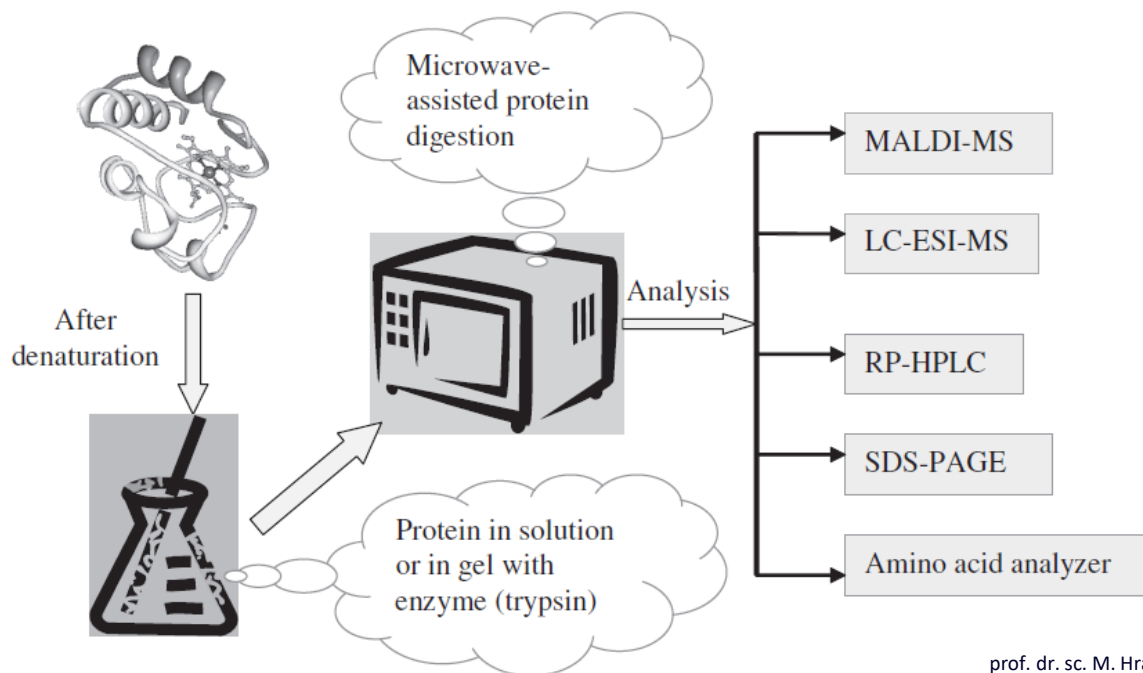 Microwave-
assisted protein
digestion
After
denaturation
Protein in solution
or in gel with
enzyme (trypsin)
Analysis
MALDI-MS
LC-ESI-MS
RP-HPLC
SDS-PAGE
Amino acid analyzer
prof. dr. sc. M. Hra